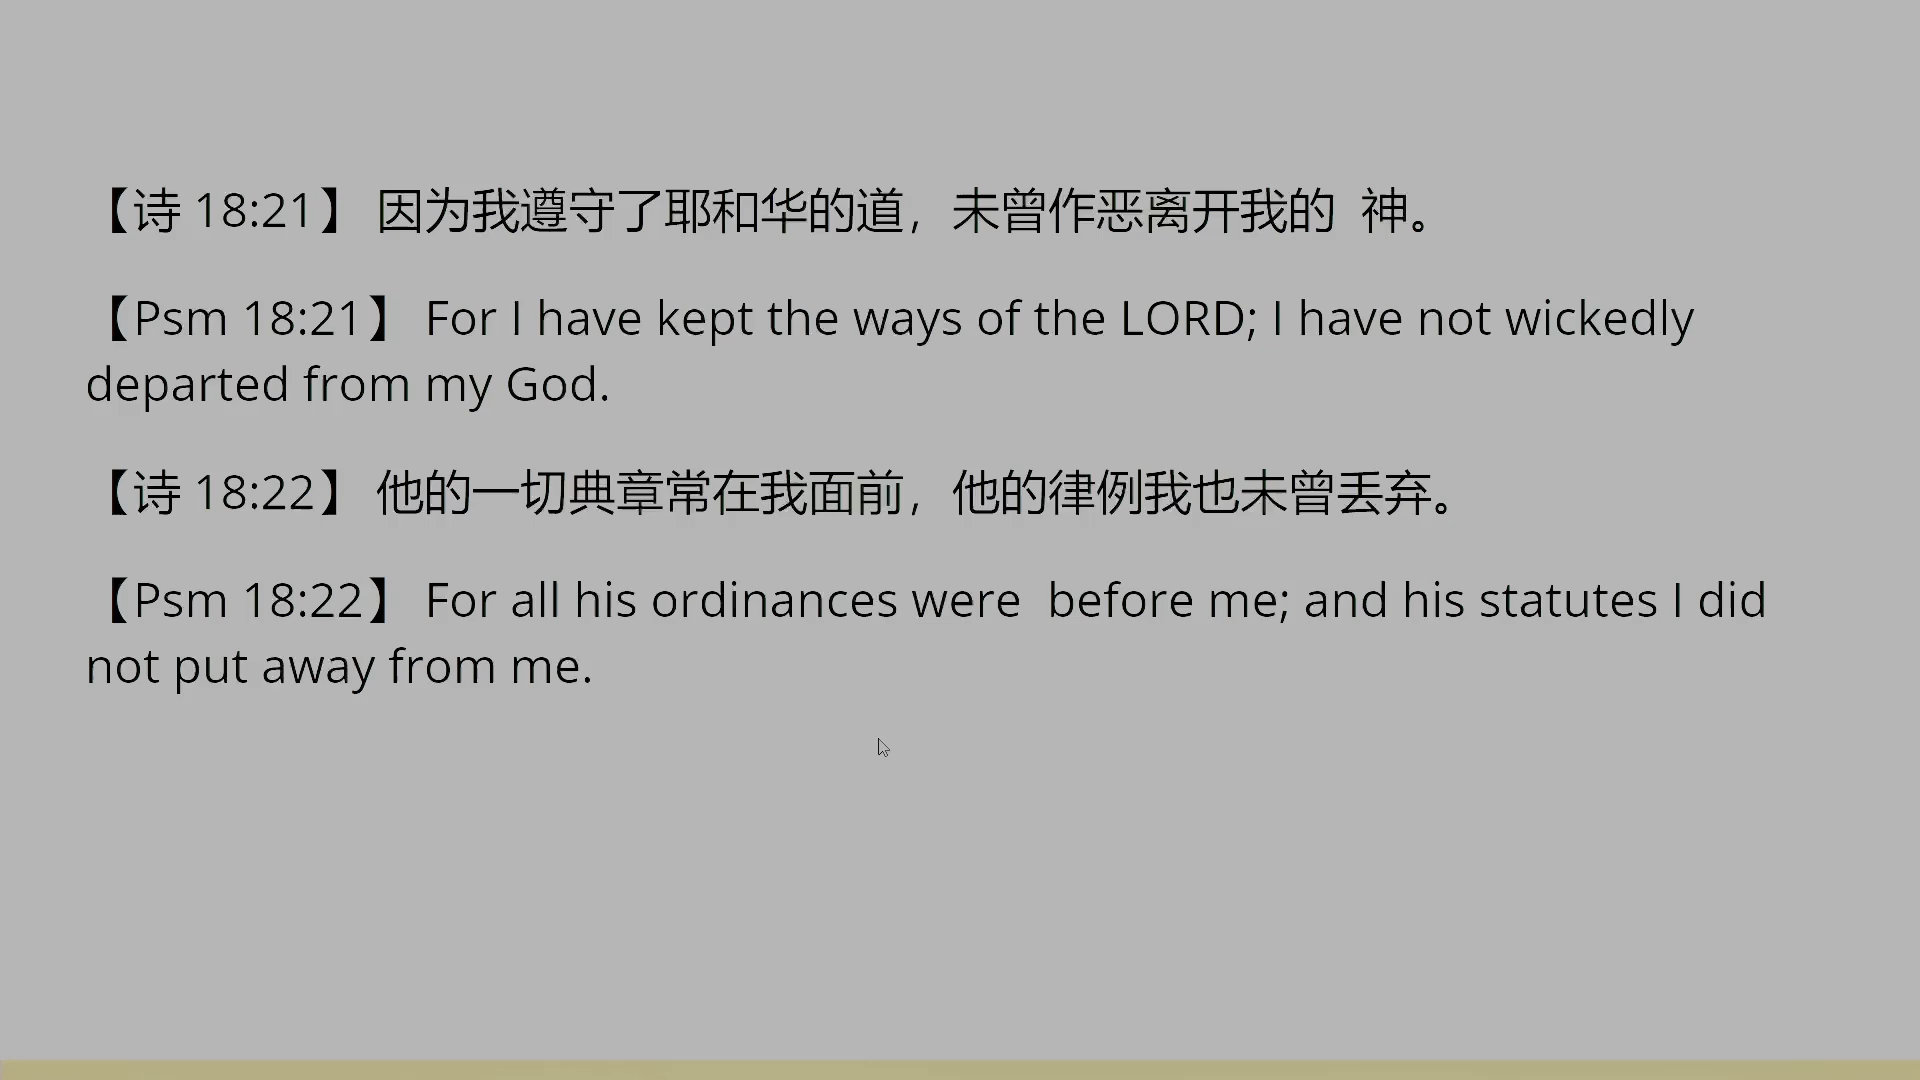 【诗 18:21】 因为我遵守了耶和华的道，未曾作恶离开我的  神。
【Psm 18:21】 For I have kept the ways of the LORD; I have not wickedly
departed from my God.
【诗 18:22】 他的一切典章常在我面前，他的律例我也未曾丢弃。
【Psm 18:22】 For all his ordinances were  before me; and his statutes I did
not put away from me.